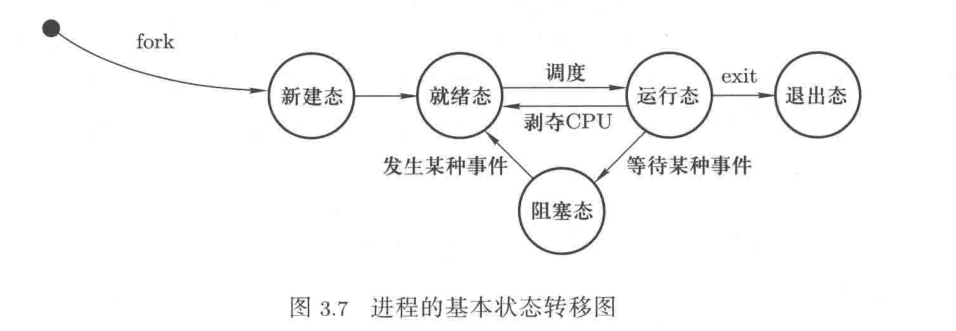 fork
调度
exit
新建态
就绪态
运行态
退出态
剥夺CPU
发生某种事件
等待某种事件
阻塞态
图 3.7 进程的基本状态转移图